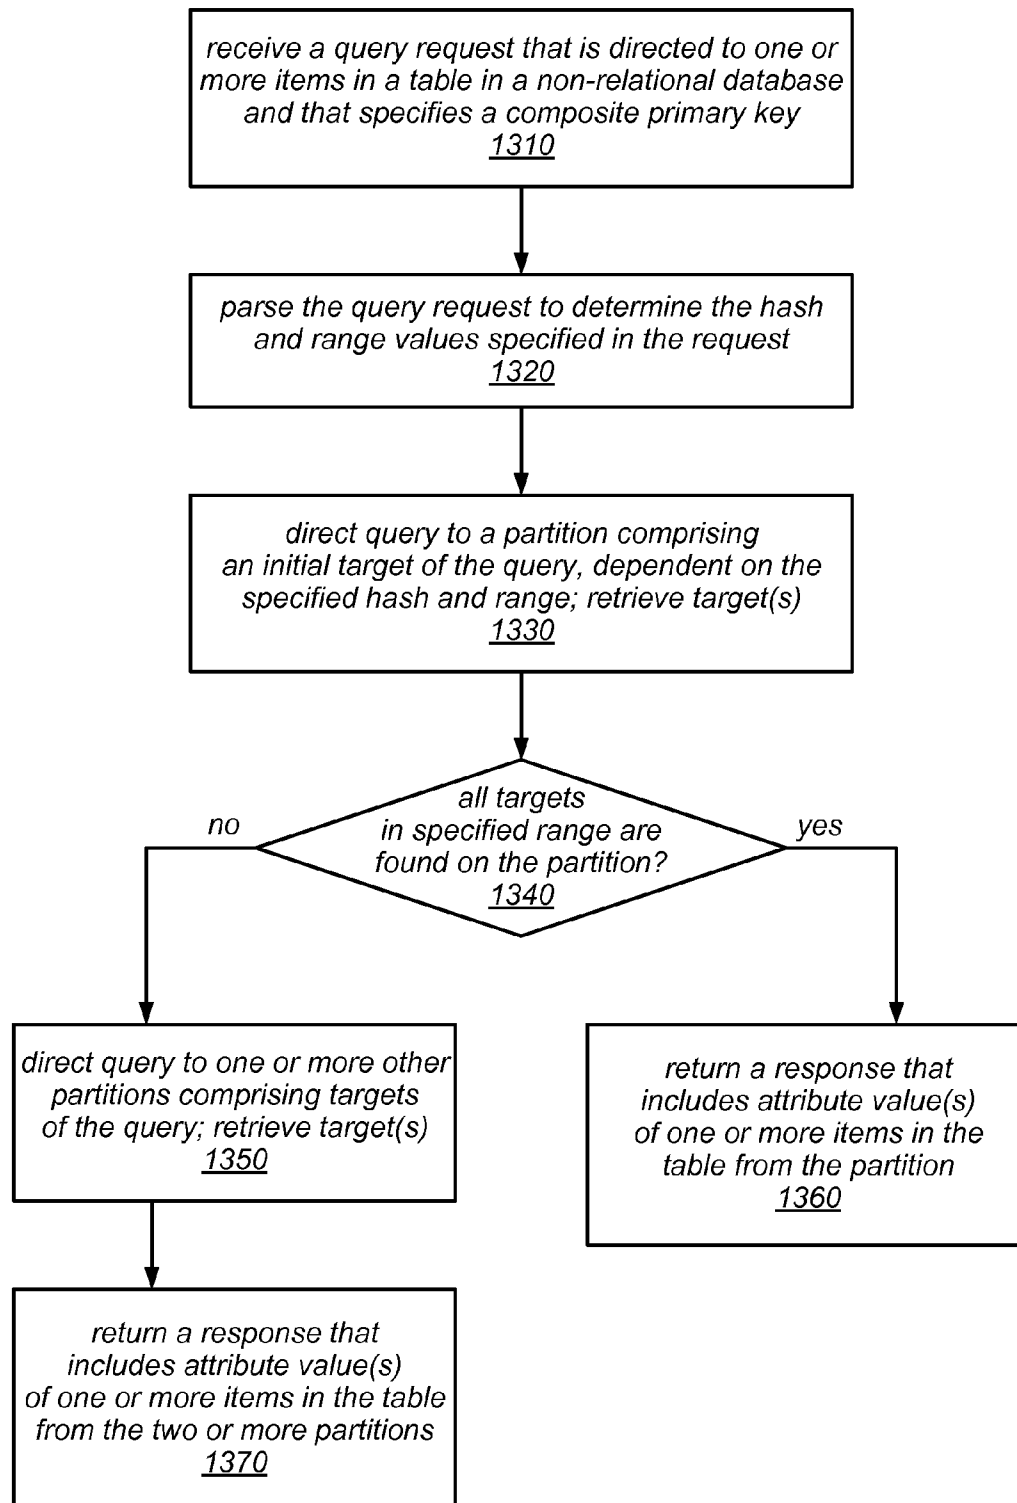 receive a query request that is directed to one or
more items in a table in a non-relational database
and that specifies a composite primary key
1310
parse the query request to determine the hash
and range values specified in the request
1320
direct query to a partition comprising
an initial target of the query, dependent on the
specified hash and range; retrieve target(s)
1330
all targets
in specified range are
found on the partition?
1340
no
yes
direct query to one or more other
partitions comprising targets
of the query; retrieve target(s)
1350
return a response that
includes attribute value(s)
of one or more items in the
table from the partition
1360
return a response that
includes attribute value(s)
of one or more items in the table
from the two or more partitions
1370